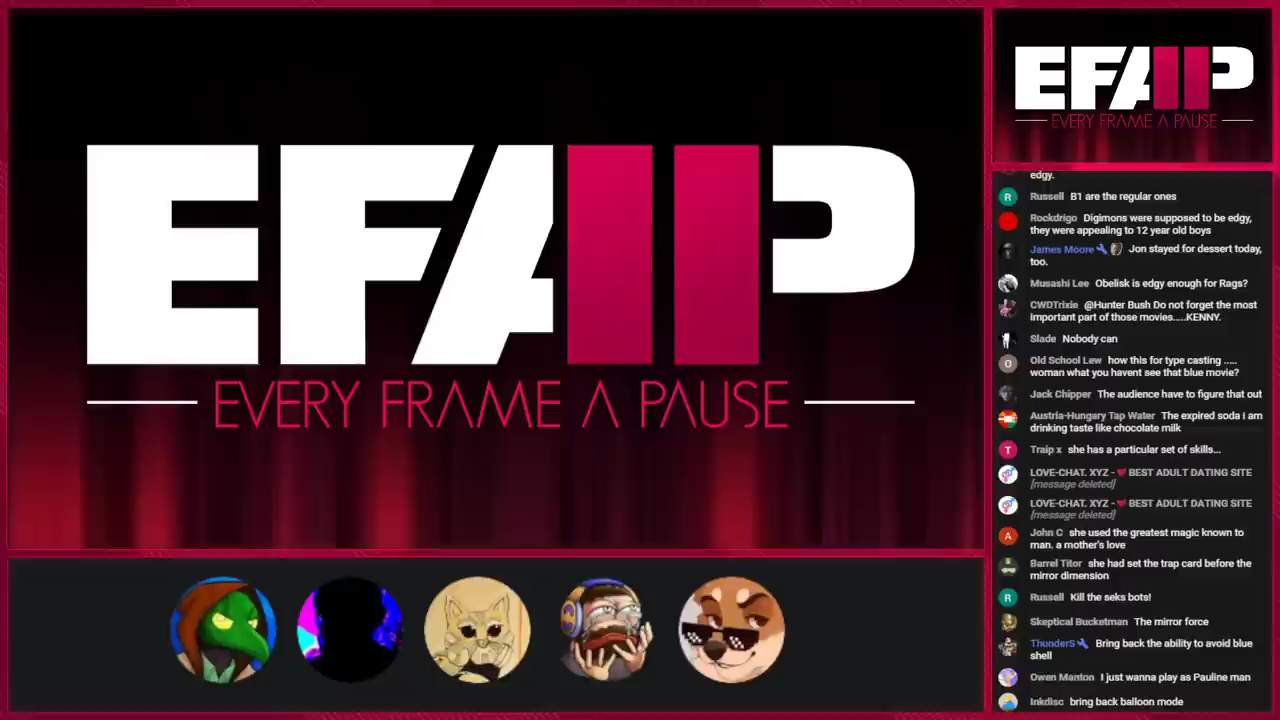 EFAP
EVERY FRAME A PAUSE
EFAP
EVERY FRAME A PAUSE
edgy.
R Russell B1 are the regular ones
Rockdrigo Digimons were supposed to be edgy,
they were appealing to 12 year old boys
James Moore Jon stayed for dessert today,
too.
Musashi Lee Obelisk is edgy enough for Rags?
CWDTrixie @Hunter Bush Do not forget the most
important part of those movies.....KENNY.
Slade Nobody can
O Old School Lew how this for type casting .....
woman what you havent see that blue movie?
Jack Chipper The audience have to figure that out
Austria-Hungary Tap Water The expired soda i am
drinking taste like chocolate milk
T Traip x she has a particular set of skills...
LOVE-CHAT. XYZ - BEST ADULT DATING SITE
[message deleted]
LOVE-CHAT. XYZ - BEST ADULT DATING SITE
[message deleted]
A John C she used the greatest magic known to
man. a mother's love
Barrel Titor she had set the trap card before the
mirror dimension
R Russell Kill the seks bots!
Skeptical Bucketman The mirror force
ThunderS Bring back the ability to avoid blue
shell
Owen Manton I just wanna play as Pauline man
Inkdisc bring back balloon mode